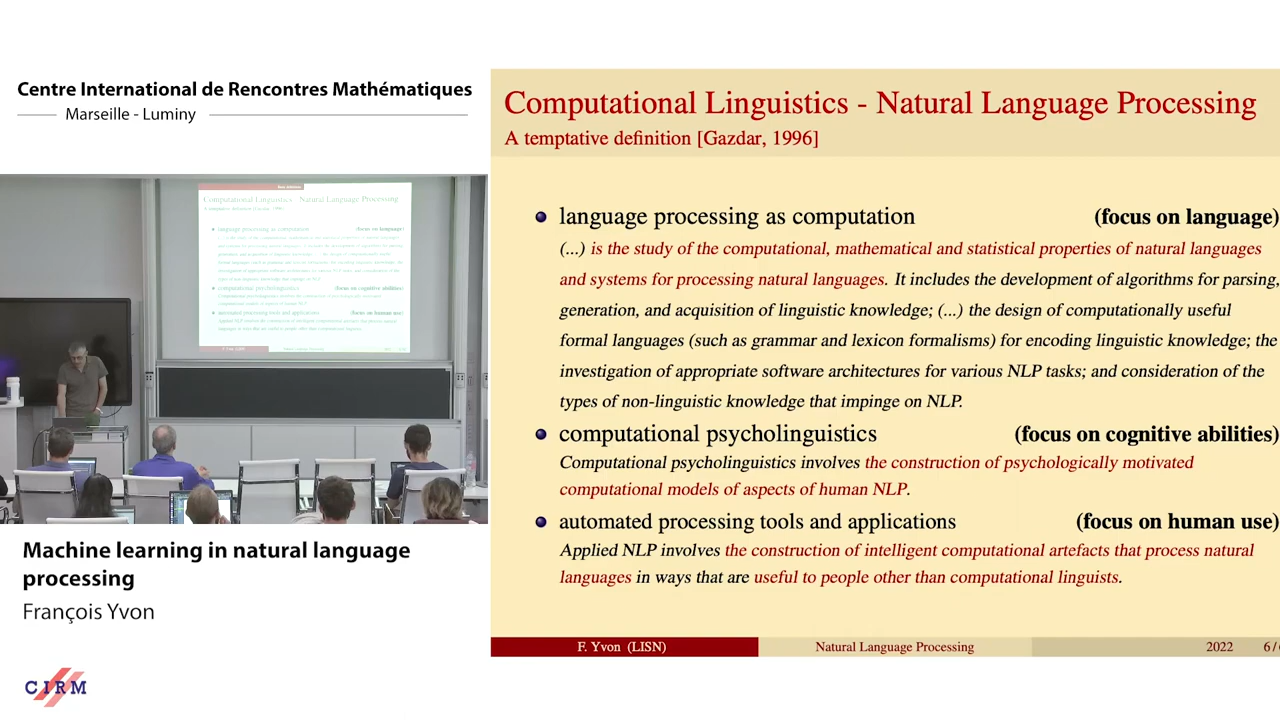 Centre International de Rencontres Mathématiques
Marseille - Luminy
Machine learning in natural language
processing
François Yvon
CIRM
Computational Linguistics - Natural Language Processing
A temptative definition [Gazdar, 1996]
language processing as computation (focus on language)
(...) is the study of the computational, mathematical and statistical properties of natural languages
and systems for processing natural languages. It includes the development of algorithms for parsing,
generation, and acquisition of linguistic knowledge; (...) the design of computationally useful
formal languages (such as grammar and lexicon formalisms) for encoding linguistic knowledge; the
investigation of appropriate software architectures for various NLP tasks; and consideration of the
types of non-linguistic knowledge that impinge on NLP.
computational psycholinguistics (focus on cognitive abilities)
Computational psycholinguistics involves the construction of psychologically motivated
computational models of aspects of human NLP.
automated processing tools and applications (focus on human use)
Applied NLP involves the construction of intelligent computational artefacts that process natural
languages in ways that are useful to people other than computational linguists.
F. Yvon (LISN) Natural Language Processing 2022 6 /